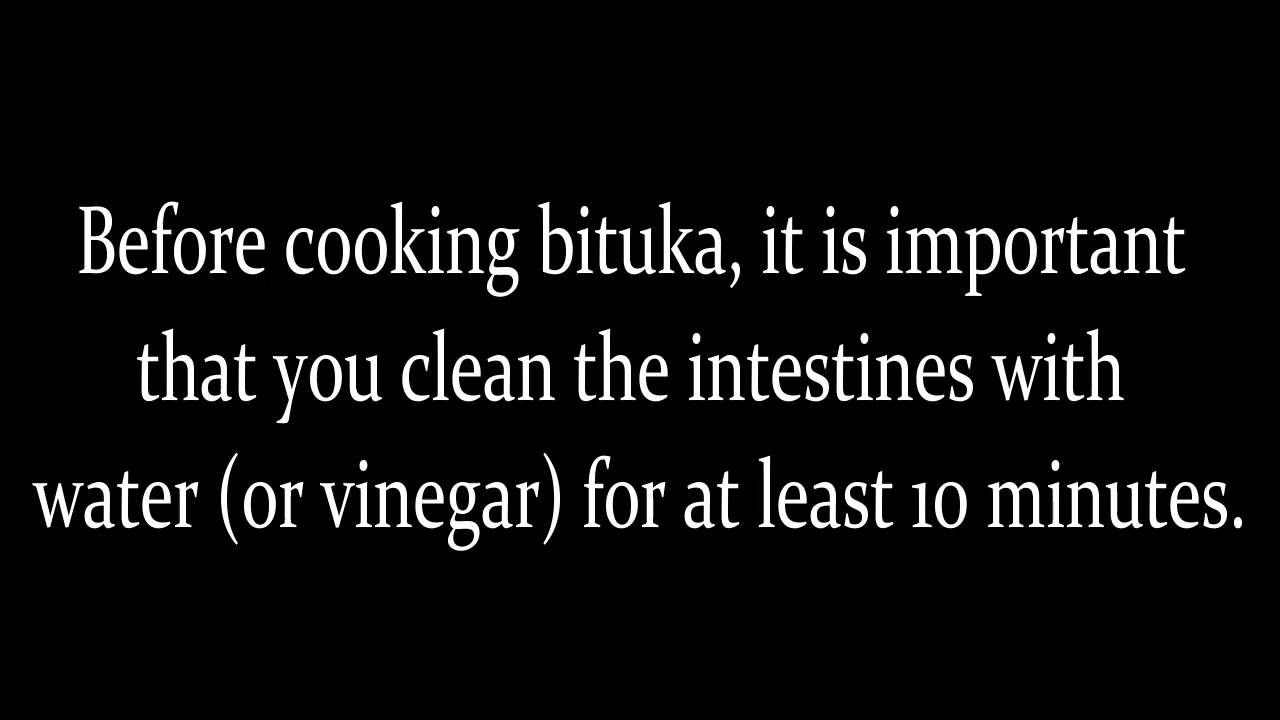 Before cooking bituka, it is important
that you clean the intestines with
water (or vinegar) for at least 10 minutes.